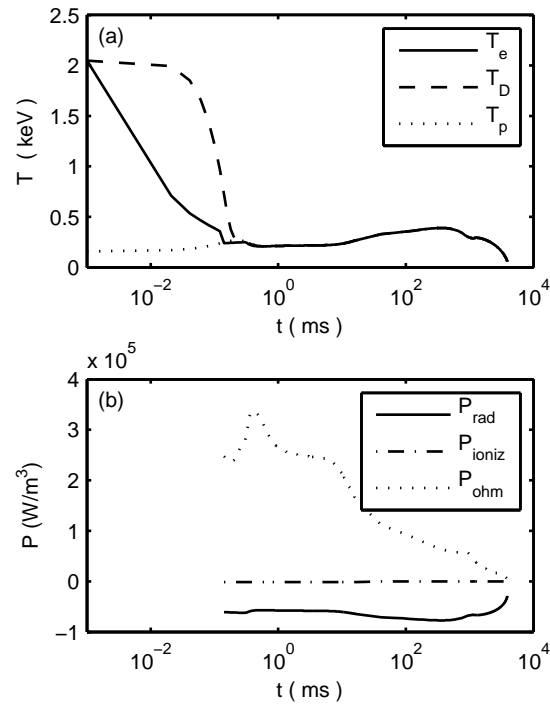 (a)
T_e
T_D
T_p
2.5
2
1.5
1
0.5
0
T ( keV )
10^-2 10^0 10^2 10^4
t ( ms )
x 10^5
(b)
P_rad
P_ioniz
P_ohm
4
3
2
1
0
−1
P (W/m^3)
10^-2 10^0 10^2 10^4
t ( ms )